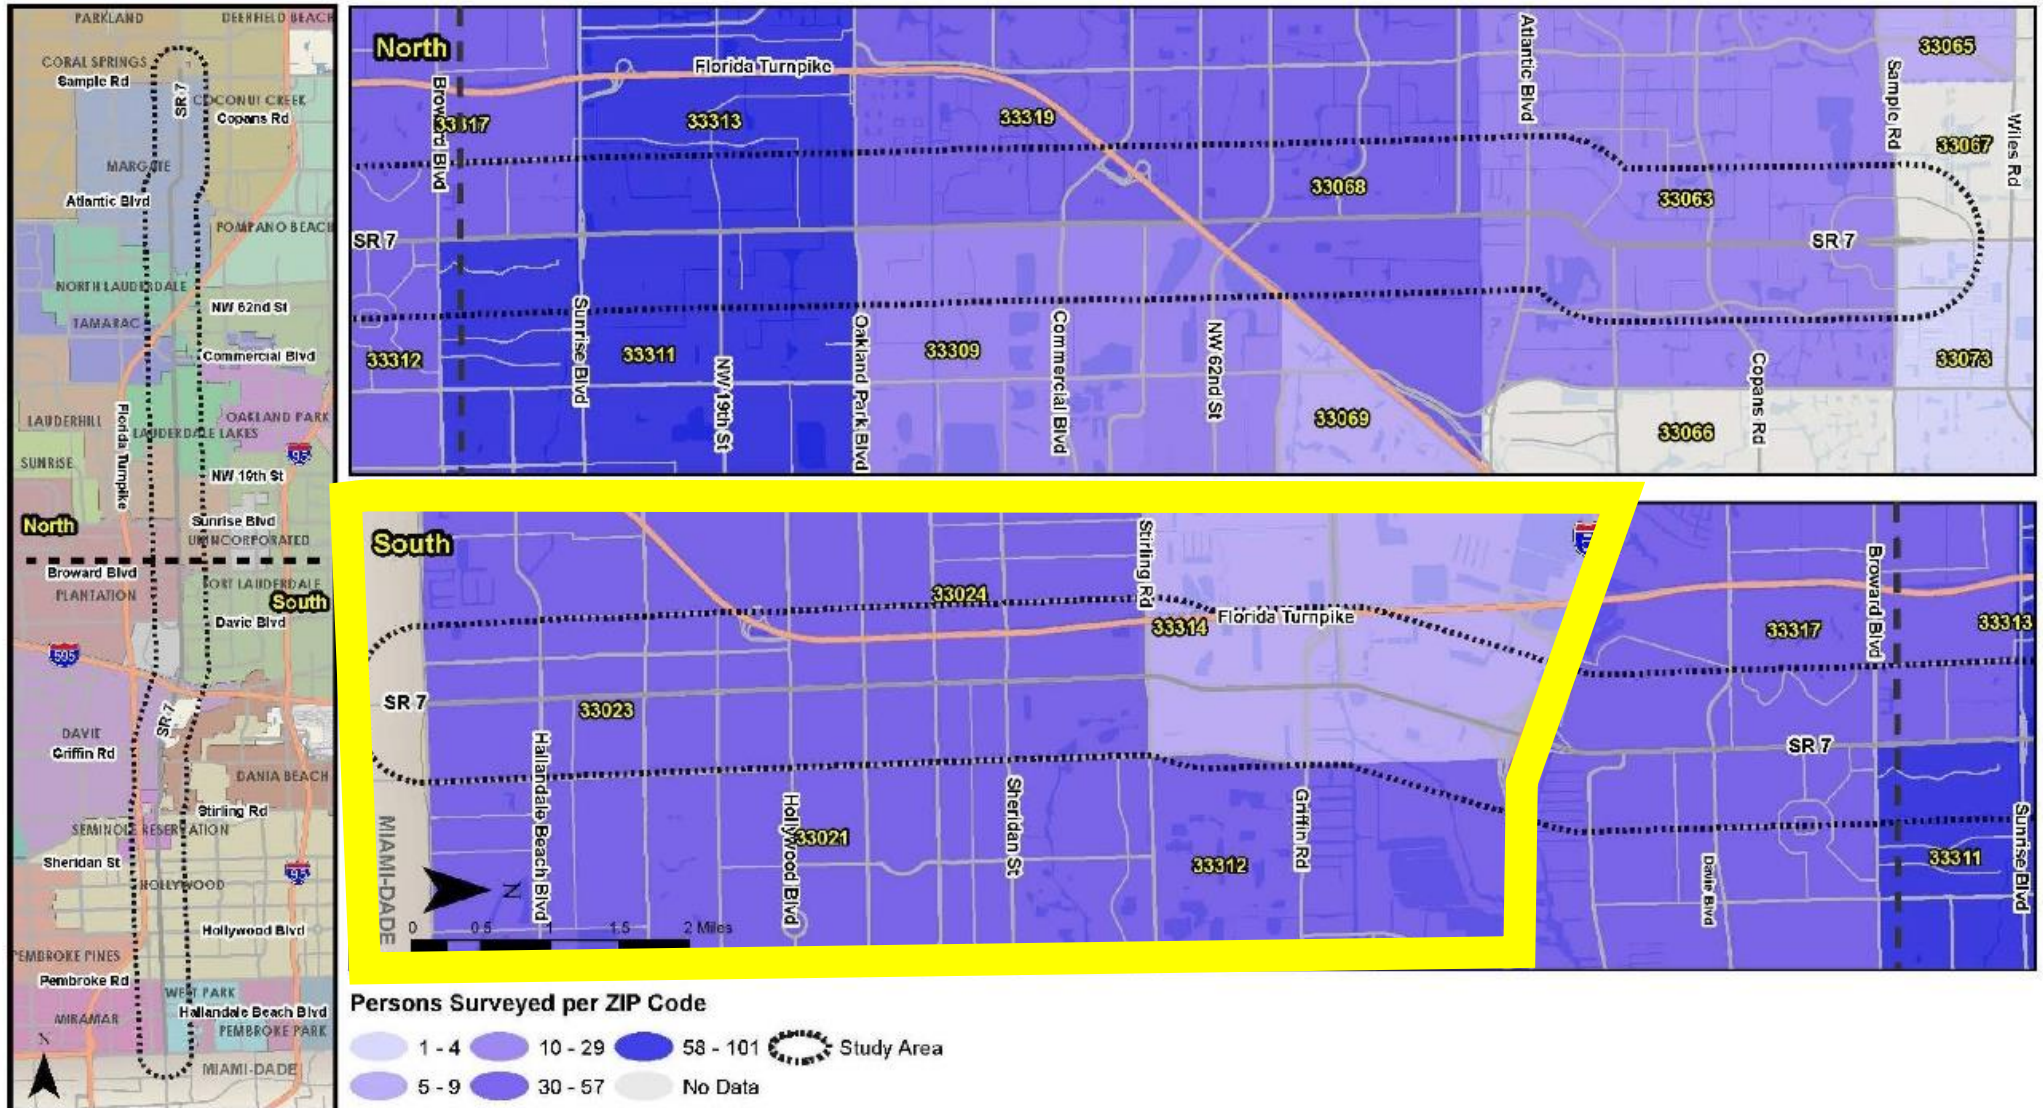 PARKLAND
DEERFIELD BEACH
CORAL SPRINGS
Sample Rd
SR 7
COCONUT CREEK
Copans Rd
MARGATE
Atlantic Blvd
POMPANO BEACH
NORTH LAUDERDALE
NW 62nd St
TAMARAC
Commercial Blvd
Florida Turnpike
LAUDERHILL
OAKLAND PARK
LAUDERDALE LAKES
95
SUNRISE
NW 19th St
North
Sunrise Blvd
UNINCORPORATED
Broward Blvd
PLANTATION
FORT LAUDERDALE
South
Davie Blvd
595
SR 7
DAVIE
Griffin Rd
DANIA BEACH
Stirling Rd
SEMINOLE RESERVATION
Sheridan St
95
HOLLYWOOD
Hollywood Blvd
PEMBROKE PINES
Pembroke Rd
WEST PARK
Hallandale Beach Blvd
MIRAMAR
PEMBROKE PARK
N
MIAMI-DADE
North
Broward Blvd
33317
Florida Turnpike
33313
33319
Atlantic Blvd
33065
Sample Rd
33067
Wiles Rd
33068
33063
SR 7
SR 7
33312
Sunrise Blvd
33311
NW 19th St
Oakland Park Blvd
33309
Commercial Blvd
NW 62nd St
33069
Copans Rd
33066
33073
South
Stirling Rd
33024
33314
Florida Turnpike
33317
Broward Blvd
33313
SR 7
33023
SR 7
MIAMI-DADE
N
Hallandale Beach Blvd
Hollywood Blvd
33021
Sheridan St
33312
Griffin Rd
Davie Blvd
33311
Sunrise Blvd
0 0.5 1 1.5 2 Miles
Persons Surveyed per ZIP Code
1 - 4
10 - 29
58 - 101
Study Area
5 - 9
30 - 57
No Data